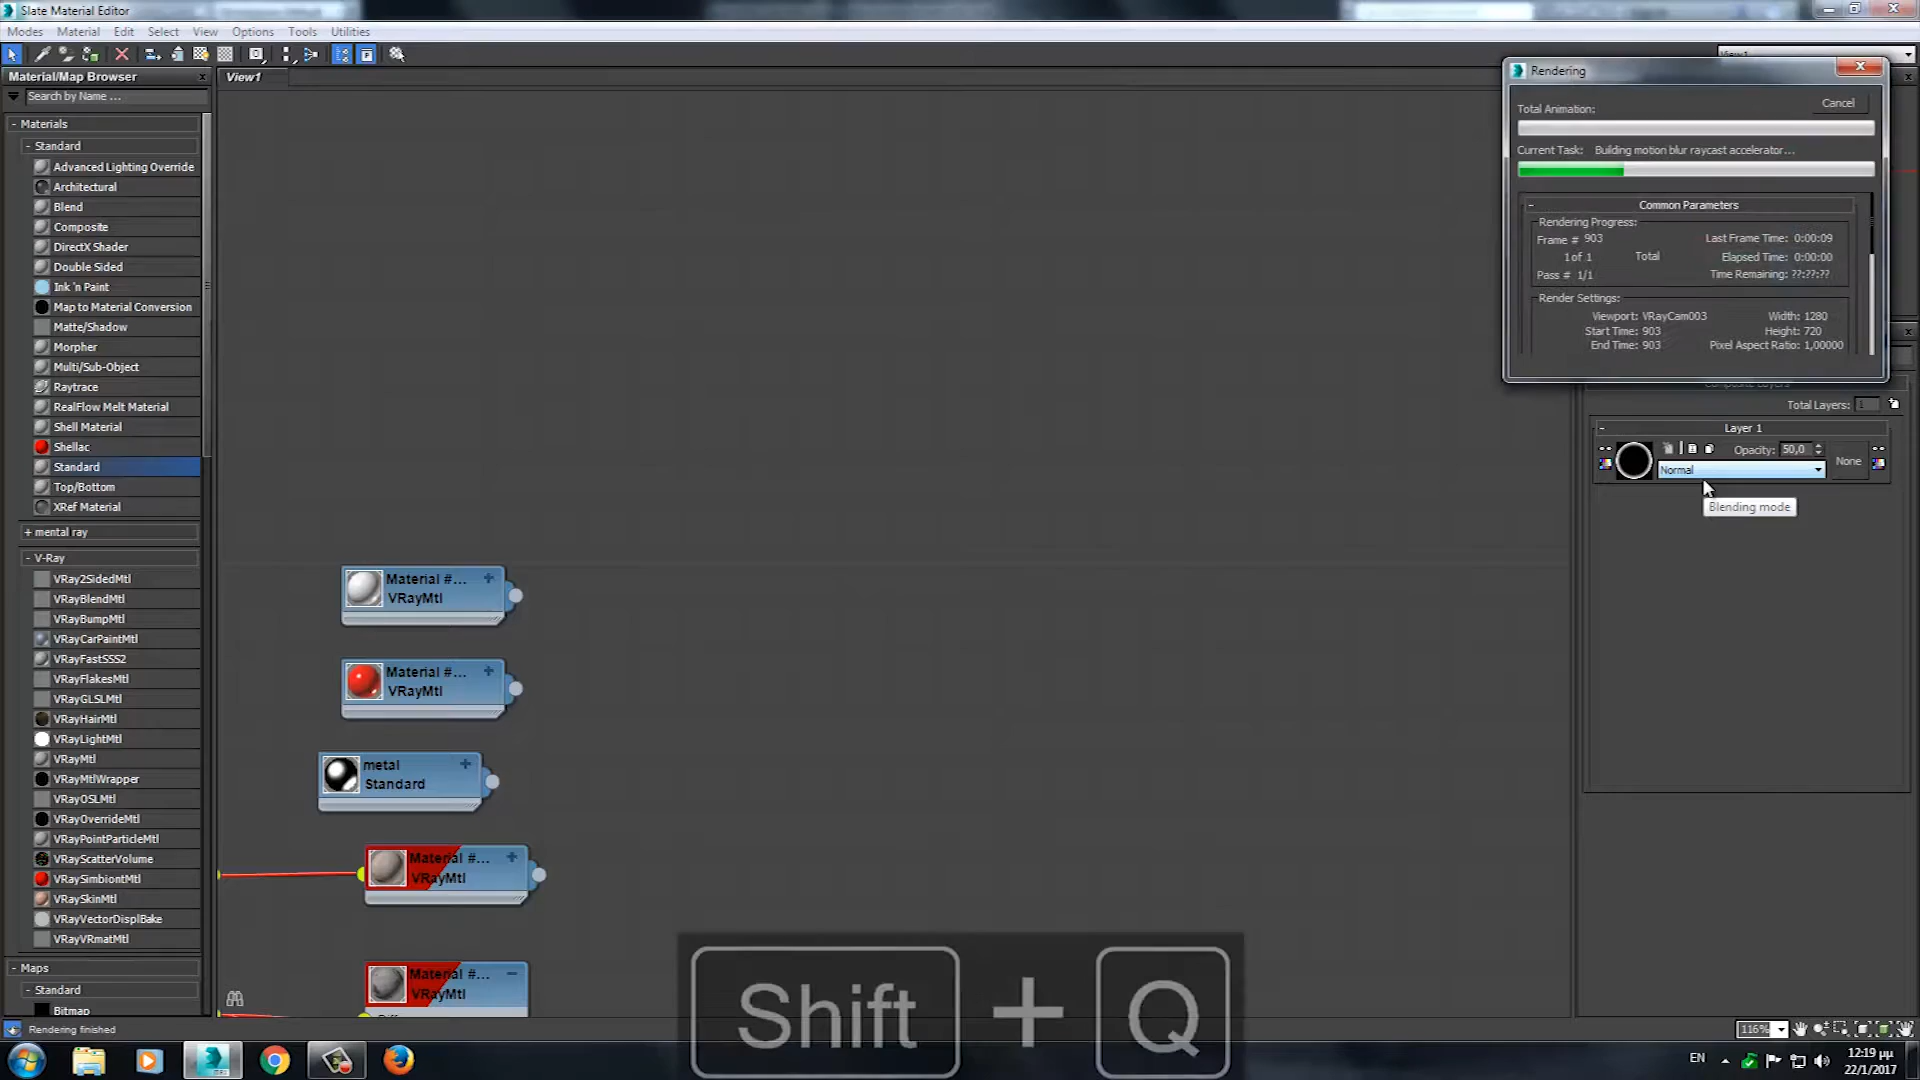 Slate Material Editor
Modes Material Edit Select View Options Tools Utilities
Material/Map Browser
Search by Name ...
- Materials
- Standard
Advanced Lighting Override
Architectural
Blend
Composite
DirectX Shader
Double Sided
Ink 'n Paint
Map to Material Conversion
Matte/Shadow
Morpher
Multi/Sub-Object
Raytrace
RealFlow Melt Material
Shell Material
Shellac
Standard
Top/Bottom
XRef Material
+ mental ray
- V-Ray
VRay2SidedMtl
VRayBlendMtl
VRayBumpMtl
VRayCarPaintMtl
VRayFastSSS2
VRayFlakesMtl
VRayGLSLMtl
VRayHairMtl
VRayLightMtl
VRayMtl
VRayMtlWrapper
VRayOSLMtl
VRayOverrideMtl
VRayPointParticleMtl
VRayScatterVolume
VRaySimbiontMtl
VRaySkinMtl
VRayVectorDisplBake
VRayVRmatMtl
- Maps
- Standard
Bitmap
Rendering finished
View1
Material #...
VRayMtl
Material #...
VRayMtl
metal
Standard
Material #...
VRayMtl
Material #...
VRayMtl
Shift + Q
View1
Rendering
Total Animation:
Cancel
Current Task: Building motion blur raycast accelerator...
- Common Parameters
Rendering Progress:
Frame # 903
Last Frame Time: 0:00:09
1 of 1 Total
Elapsed Time: 0:00:00
Pass # 1/1
Time Remaining: ??:??:??
Render Settings:
Viewport: VRayCam003
Width: 1280
Start Time: 903
Height: 720
End Time: 903
Pixel Aspect Ratio: 1,00000
Composite Layers
Total Layers: 1
- Layer 1
Opacity: 50,0
Normal
None
Blending mode
116%
EN
12:19 μμ
22/1/2017